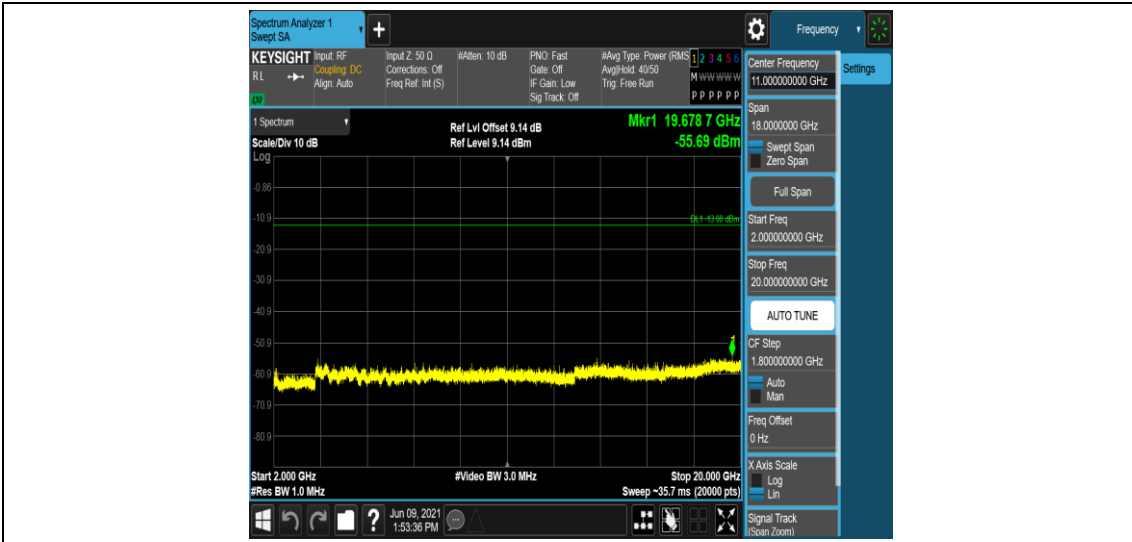 Spectrum Analyzer 1
Swept SA
+
Frequency
KEYSIGHT
RL
LXI
Input: RF
Coupling: DC
Align: Auto
Input Z: 50 Ω
Corrections: Off
Freq Ref: Int (S)
#Atten: 10 dB
PNO: Fast
Gate: Off
IF Gain: Low
Sig Track: Off
#Avg Type: Power (RMS
Avg|Hold: 40/50
Trig: Free Run
1 2 3 4 5 6
M W W W W W
P P P P P P
1 Spectrum
Scale/Div 10 dB
Log
Ref Lvl Offset 9.14 dB
Ref Level 9.14 dBm
Mkr1 19.678 7 GHz
-55.69 dBm
-0.86
-10.9
DL1 -13.00 dBm
-20.9
-30.9
-40.9
-50.9
1
-60.9
-70.9
-80.9
Start 2.000 GHz
#Res BW 1.0 MHz
#Video BW 3.0 MHz
Stop 20.000 GHz
Sweep ~35.7 ms (20000 pts)
?
Jun 09, 2021
1:53:36 PM
Center Frequency
11.000000000 GHz
Settings
Span
18.0000000 GHz
Swept Span
Zero Span
Full Span
Start Freq
2.000000000 GHz
Stop Freq
20.000000000 GHz
AUTO TUNE
CF Step
1.800000000 GHz
Auto
Man
Freq Offset
0 Hz
X Axis Scale
Log
Lin
Signal Track
(Span Zoom)